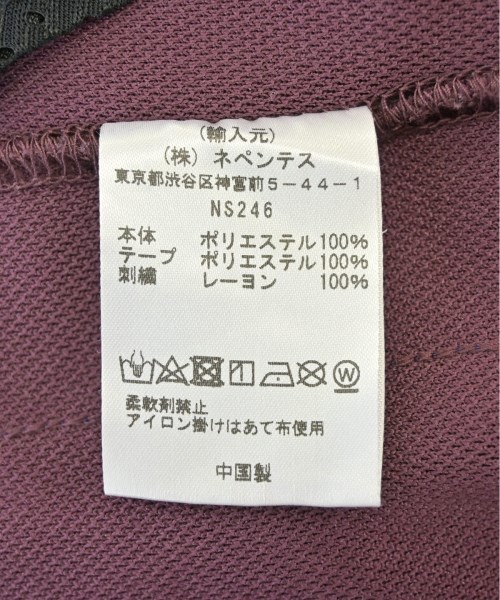 (輸入元)
(株) ネペンテス
東京都渋谷区神宮前5-44-1
NS246
本体 ポリエステル100%
テープ ポリエステル100%
刺繍 レーヨン 100%
W
柔軟剤禁止
アイロン掛けはあて布使用
中国製